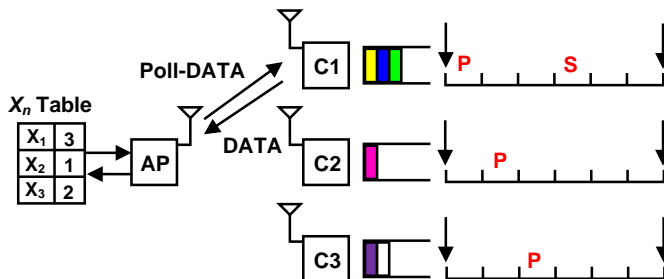 C1
P
S
Poll-DATA
Xn Table
X1 3
X2 1
X3 2
AP
DATA
C2
P
C3
P